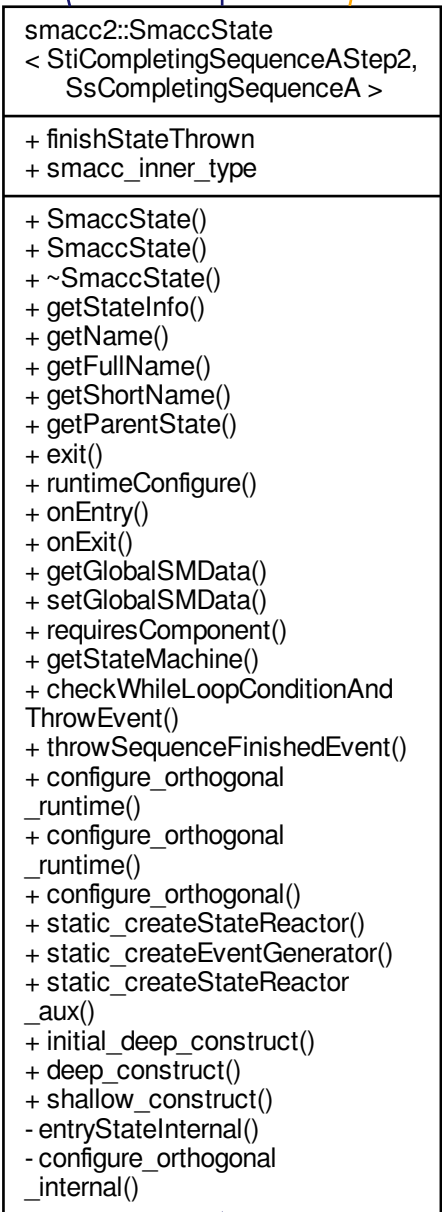 smacc2::SmaccState
< StiCompletingSequenceAStep2,
SsCompletingSequenceA >
+ finishStateThrown
+ smacc_inner_type
+ SmaccState()
+ SmaccState()
+ ~SmaccState()
+ getStateInfo()
+ getName()
+ getFullName()
+ getShortName()
+ getParentState()
+ exit()
+ runtimeConfigure()
+ onEntry()
+ onExit()
+ getGlobalSMData()
+ setGlobalSMData()
+ requiresComponent()
+ getStateMachine()
+ checkWhileLoopConditionAnd
ThrowEvent()
+ throwSequenceFinishedEvent()
+ configure_orthogonal
_runtime()
+ configure_orthogonal
_runtime()
+ configure_orthogonal()
+ static_createStateReactor()
+ static_createEventGenerator()
+ static_createStateReactor
_aux()
+ initial_deep_construct()
+ deep_construct()
+ shallow_construct()
- entryStateInternal()
- configure_orthogonal
_internal()